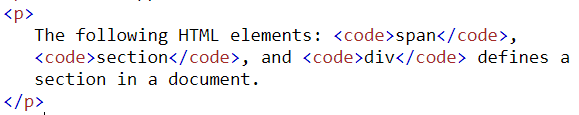 <p>
The following HTML elements: <code>span</code>,
<code>section</code>, and <code>div</code> defines a
section in a document.
</p>